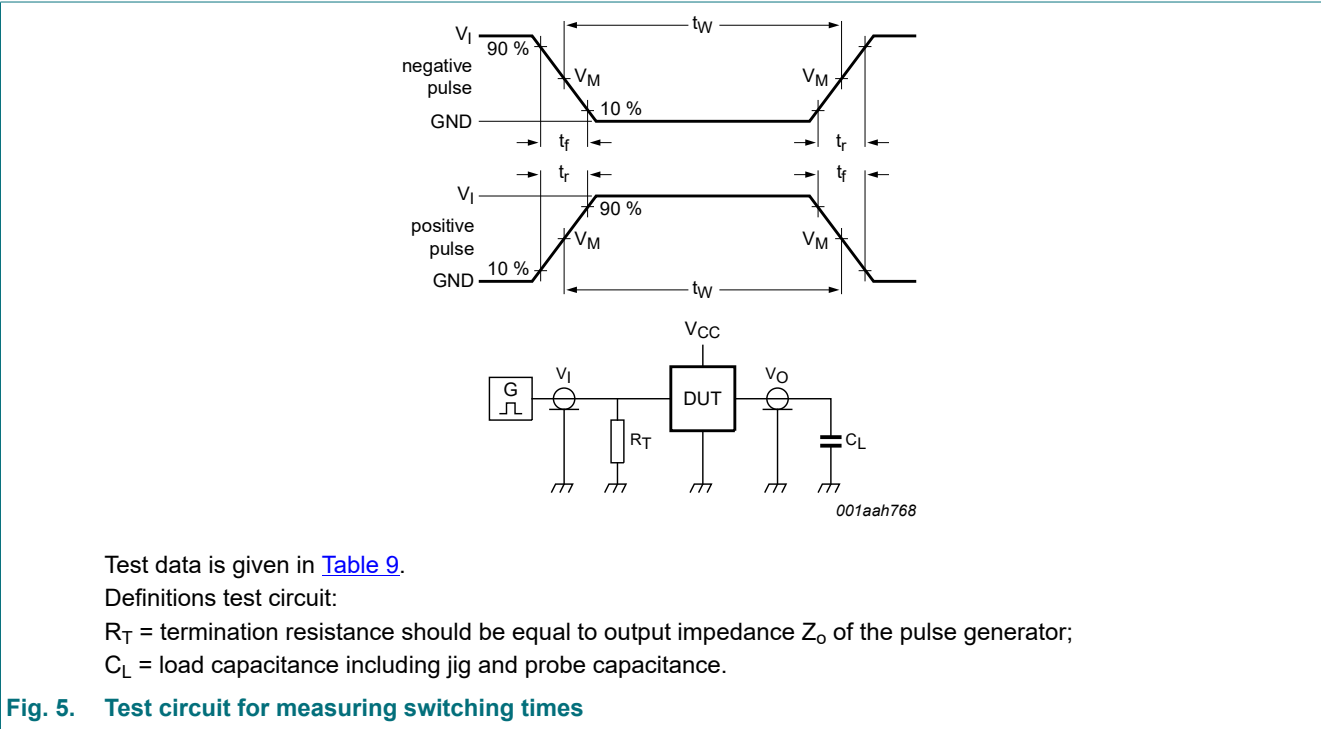 tW
VI
90 %
negative
pulse
VM
VM
10 %
GND
tf
tr
tr
tf
VI
90 %
positive
pulse
VM
VM
10 %
GND
tW
VCC
VI
VO
G
DUT
RT
CL
001aah768
Test data is given in Table 9.
Definitions test circuit:
RT = termination resistance should be equal to output impedance Zo of the pulse generator;
CL = load capacitance including jig and probe capacitance.
Fig. 5. Test circuit for measuring switching times